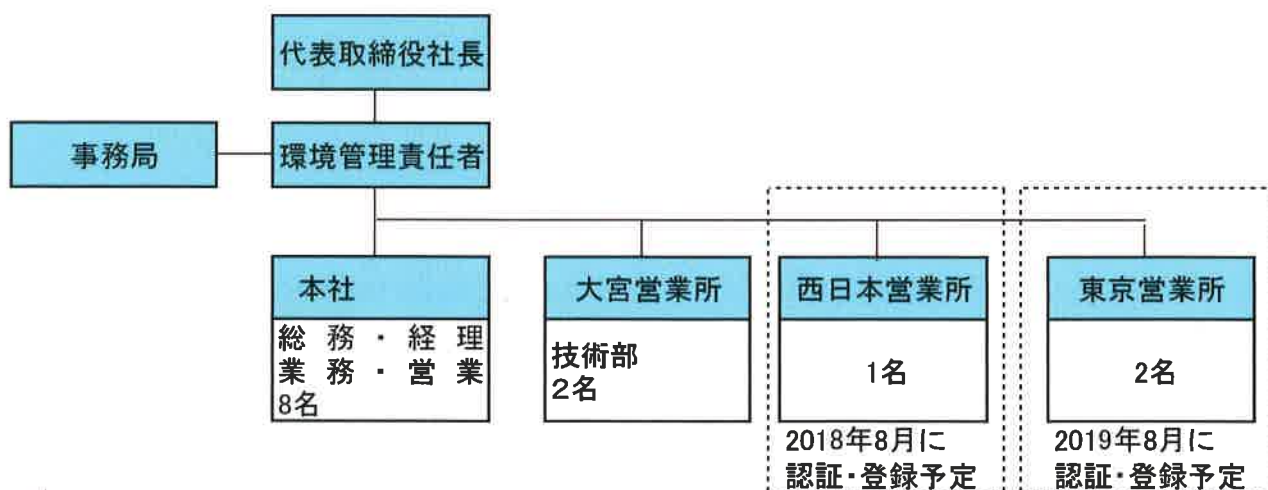 代表取締役社長
事務局
環境管理責任者
本社
総務・経理
業務・営業
8名
大宮営業所
技術部
2名
西日本営業所
1名
2018年8月に
認証・登録予定
東京営業所
2名
2019年8月に
認証・登録予定